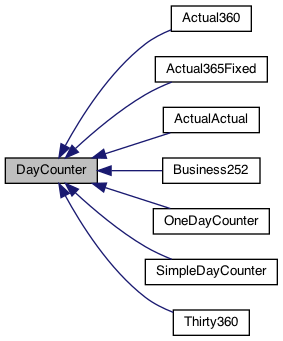 Actual360
Actual365Fixed
ActualActual
DayCounter
Business252
OneDayCounter
SimpleDayCounter
Thirty360